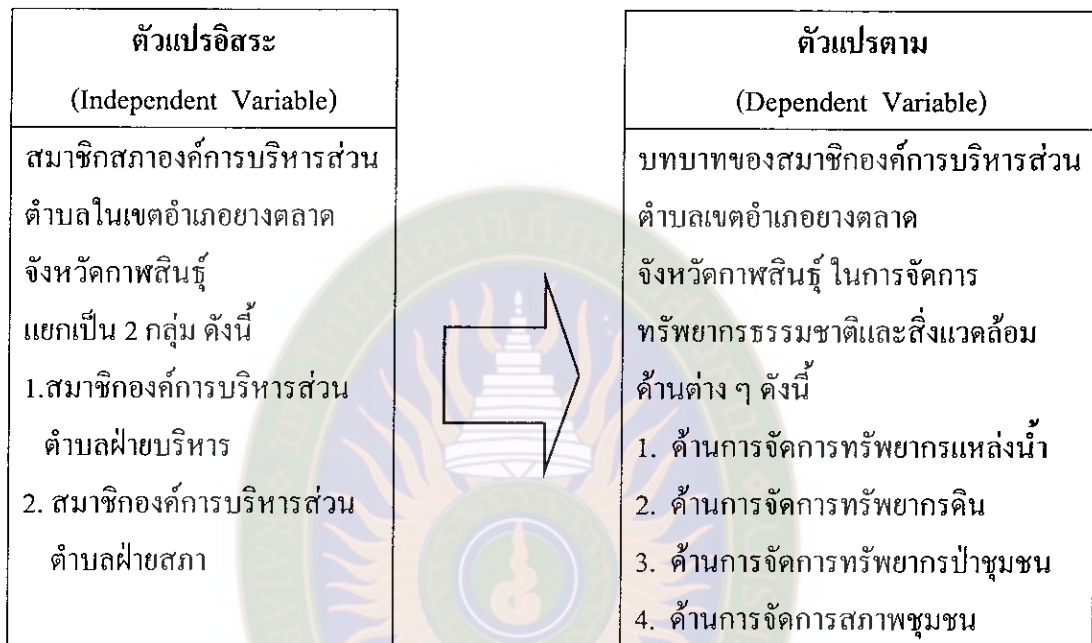 ตัวแปรอิสระ
(Independent Variable)
สมาชิกสภาองค์การบริหารส่วน
ตำบลในเขตอำเภอยางตลาด
จังหวัดกาฬสินธุ์
แยกเป็น 2 กลุ่ม ดังนี้
1.สมาชิกองค์การบริหารส่วน
ตำบลฝ่ายบริหาร
2. สมาชิกองค์การบริหารส่วน
ตำบลฝ่ายสภา
ตัวแปรตาม
(Dependent Variable)
บทบาทของสมาชิกองค์การบริหารส่วน
ตำบลเขตอำเภอยางตลาด
จังหวัดกาฬสินธุ์ ในการจัดการ
ทรัพยากรธรรมชาติและสิ่งแวดล้อม
ด้านต่าง ๆ ดังนี้
1. ด้านการจัดการทรัพยากรแหล่งน้ำ
2. ด้านการจัดการทรัพยากรดิน
3. ด้านการจัดการทรัพยากรป่าชุมชน
4. ด้านการจัดการสภาพชุมชน